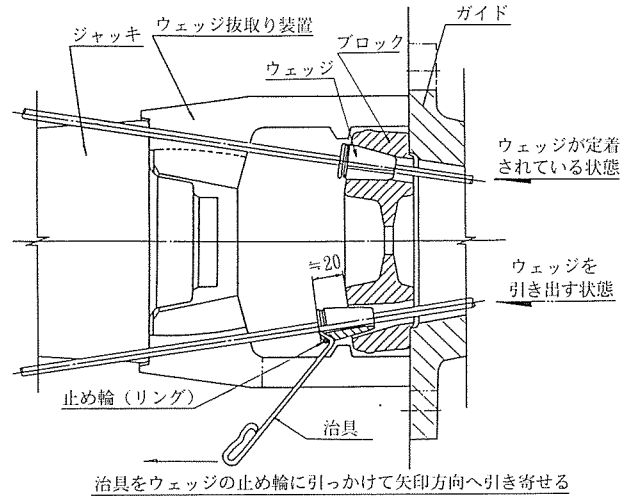 ガイド
ウェッジ抜取り装置
ジャッキ
ブロック
ウェッジ
ウェッジが定着
されている状態
ウェッジを
引き出す状態
≒20
止め輪（リング）
治具
治具をウェッジの止め輪に引っかけて矢印方向へ引き寄せる